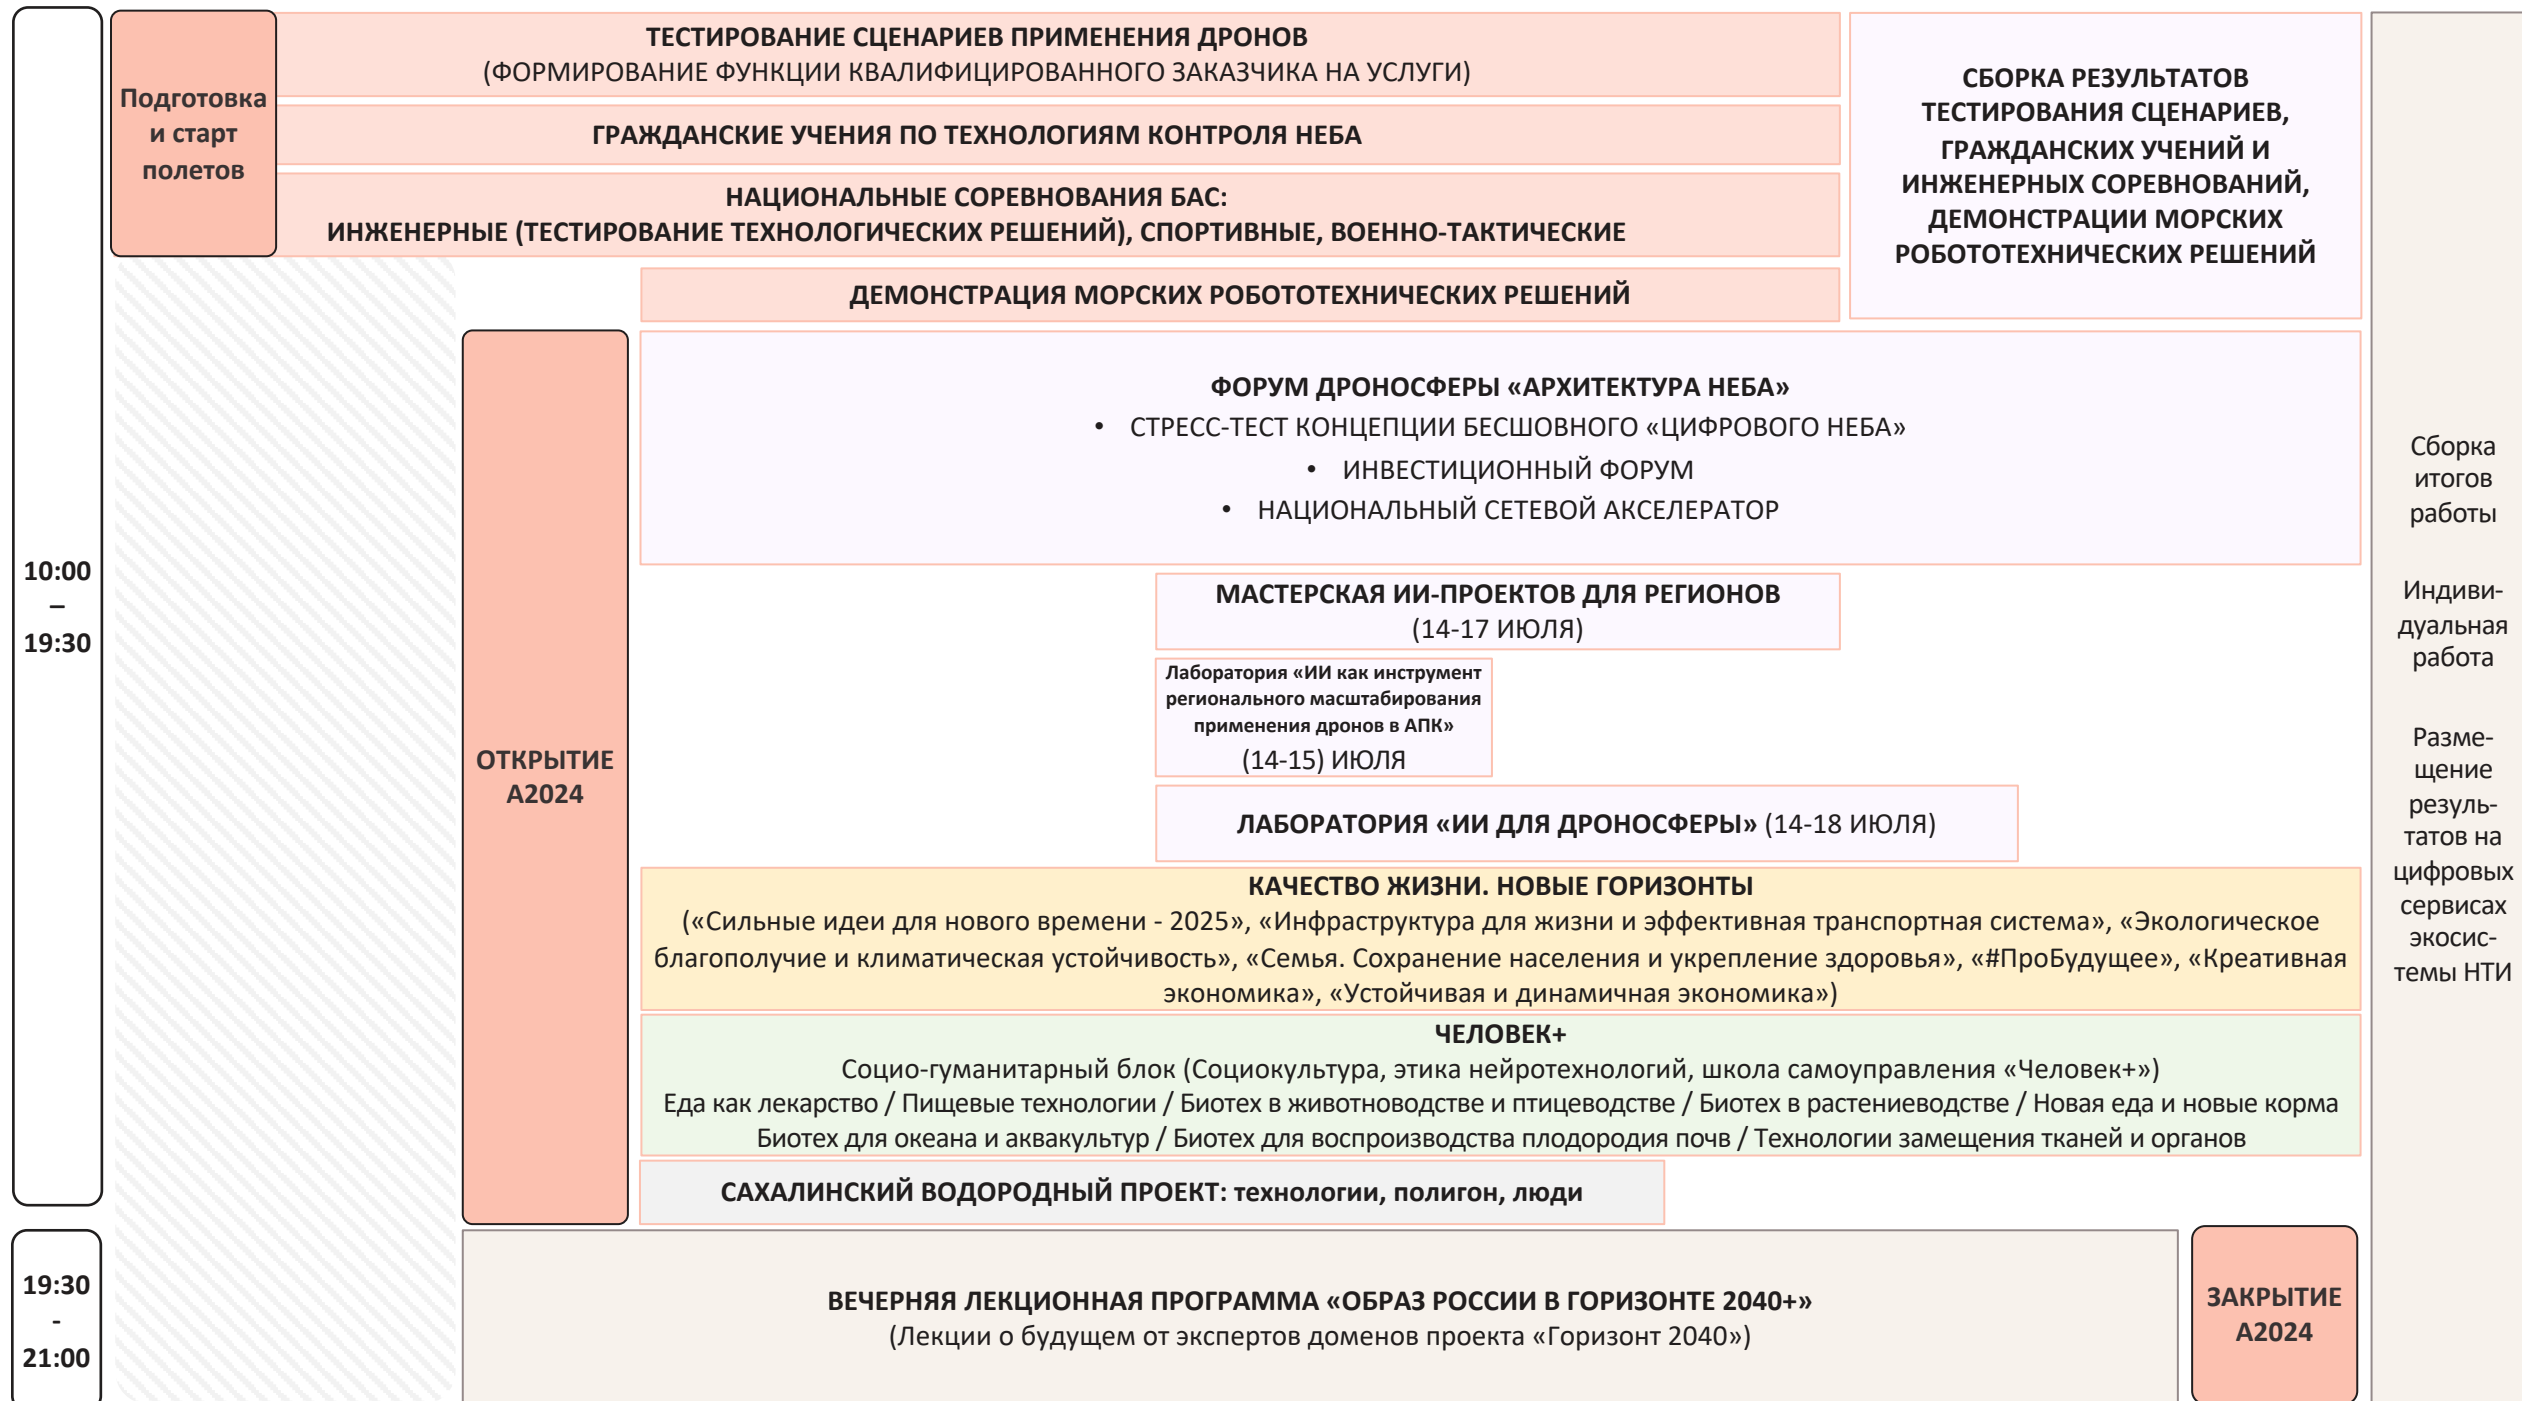 10:00
–
19:30
19:30
-
21:00
Подготовка
и старт
полетов
ТЕСТИРОВАНИЕ СЦЕНАРИЕВ ПРИМЕНЕНИЯ ДРОНОВ
(ФОРМИРОВАНИЕ ФУНКЦИИ КВАЛИФИЦИРОВАННОГО ЗАКАЗЧИКА НА УСЛУГИ)
ГРАЖДАНСКИЕ УЧЕНИЯ ПО ТЕХНОЛОГИЯМ КОНТРОЛЯ НЕБА
НАЦИОНАЛЬНЫЕ СОРЕВНОВАНИЯ БАС:
ИНЖЕНЕРНЫЕ (ТЕСТИРОВАНИЕ ТЕХНОЛОГИЧЕСКИХ РЕШЕНИЙ), СПОРТИВНЫЕ, ВОЕННО-ТАКТИЧЕСКИЕ
ДЕМОНСТРАЦИЯ МОРСКИХ РОБОТОТЕХНИЧЕСКИХ РЕШЕНИЙ
СБОРКА РЕЗУЛЬТАТОВ
ТЕСТИРОВАНИЯ СЦЕНАРИЕВ,
ГРАЖДАНСКИХ УЧЕНИЙ И
ИНЖЕНЕРНЫХ СОРЕВНОВАНИЙ,
ДЕМОНСТРАЦИИ МОРСКИХ
РОБОТОТЕХНИЧЕСКИХ РЕШЕНИЙ
ОТКРЫТИЕ
А2024
ФОРУМ ДРОНОСФЕРЫ «АРХИТЕКТУРА НЕБА»
• СТРЕСС-ТЕСТ КОНЦЕПЦИИ БЕСШОВНОГО «ЦИФРОВОГО НЕБА»
• ИНВЕСТИЦИОННЫЙ ФОРУМ
• НАЦИОНАЛЬНЫЙ СЕТЕВОЙ АКСЕЛЕРАТОР
МАСТЕРСКАЯ ИИ-ПРОЕКТОВ ДЛЯ РЕГИОНОВ
(14-17 ИЮЛЯ)
Лаборатория «ИИ как инструмент
регионального масштабирования
применения дронов в АПК»
(14-15) ИЮЛЯ
ЛАБОРАТОРИЯ «ИИ ДЛЯ ДРОНОСФЕРЫ» (14-18 ИЮЛЯ)
КАЧЕСТВО ЖИЗНИ. НОВЫЕ ГОРИЗОНТЫ
(«Сильные идеи для нового времени - 2025», «Инфраструктура для жизни и эффективная транспортная система», «Экологическое
благополучие и климатическая устойчивость», «Семья. Сохранение населения и укрепление здоровья», «#ПроБудущее», «Креативная
экономика», «Устойчивая и динамичная экономика»)
ЧЕЛОВЕК+
Социо-гуманитарный блок (Социокультура, этика нейротехнологий, школа самоуправления «Человек+»)
Еда как лекарство / Пищевые технологии / Биотех в животноводстве и птицеводстве / Биотех в растениеводстве / Новая еда и новые корма
Биотех для океана и аквакультур / Биотех для воспроизводства плодородия почв / Технологии замещения тканей и органов
САХАЛИНСКИЙ ВОДОРОДНЫЙ ПРОЕКТ: технологии, полигон, люди
ВЕЧЕРНЯЯ ЛЕКЦИОННАЯ ПРОГРАММА «ОБРАЗ РОССИИ В ГОРИЗОНТЕ 2040+»
(Лекции о будущем от экспертов доменов проекта «Горизонт 2040»)
ЗАКРЫТИЕ
А2024
Сборка
итогов
работы
Индиви-
дуальная
работа
Разме-
щение
резуль-
татов на
цифровых
сервисах
экосис-
темы НТИ